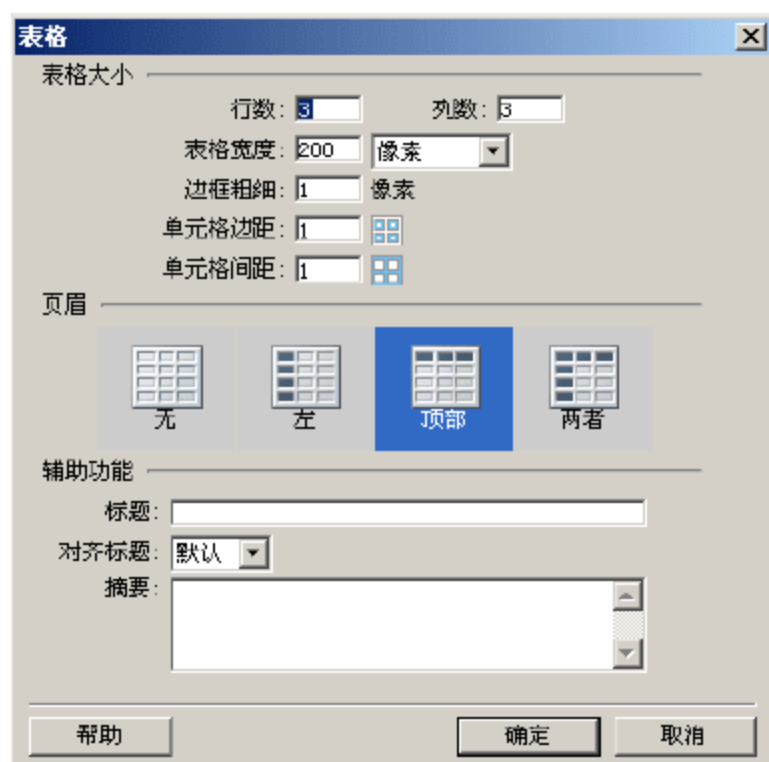 表格
表格大小
行数: 3 列数: 3
表格宽度: 200 像素
边框粗细: 1 像素
单元格边距: 1
单元格间距: 1
页眉
无 左 顶部 两者
辅助功能
标题:
对齐标题: 默认
摘要:
帮助 确定 取消